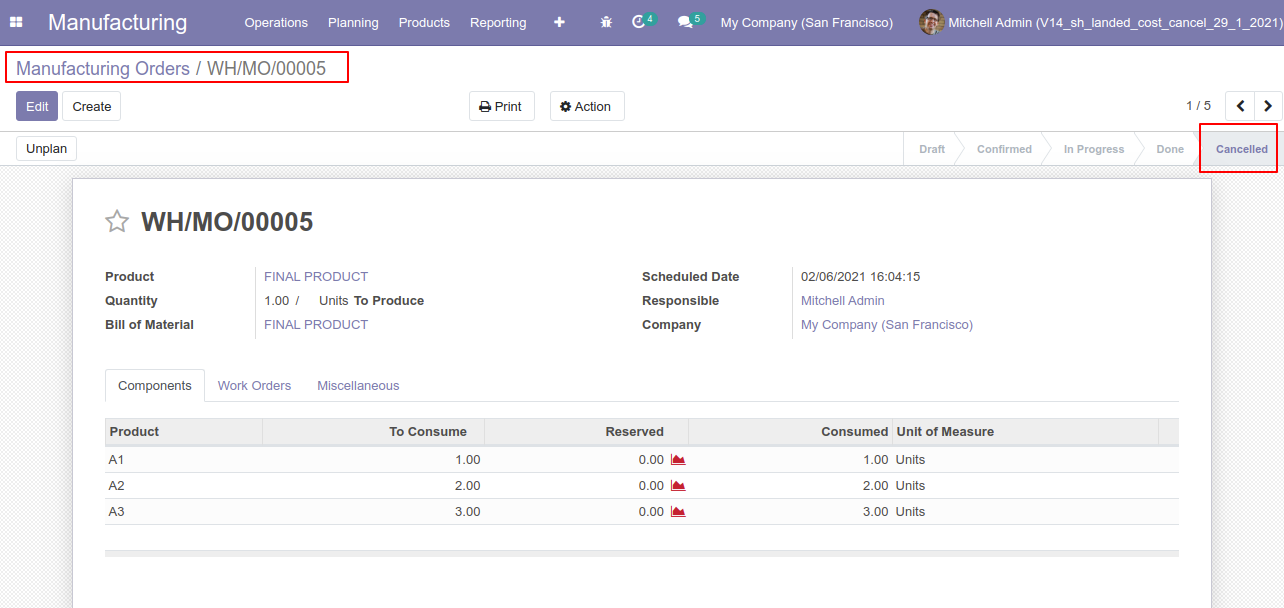 Manufacturing Operations Planning Products Reporting 4 5 My Company (San Francisco) Mitchell Admin (V14_sh_landed_cost_cancel_29_1_2021)
Manufacturing Orders / WH/MO/00005
Edit Create Print Action 1 / 5
Unplan Draft Confirmed In Progress Done Cancelled
WH/MO/00005
Product FINAL PRODUCT Scheduled Date 02/06/2021 16:04:15
Quantity 1.00 / Units To Produce Responsible Mitchell Admin
Bill of Material FINAL PRODUCT Company My Company (San Francisco)
Components Work Orders Miscellaneous
Product To Consume Reserved Consumed Unit of Measure
A1 1.00 0.00 1.00 Units
A2 2.00 0.00 2.00 Units
A3 3.00 0.00 3.00 Units